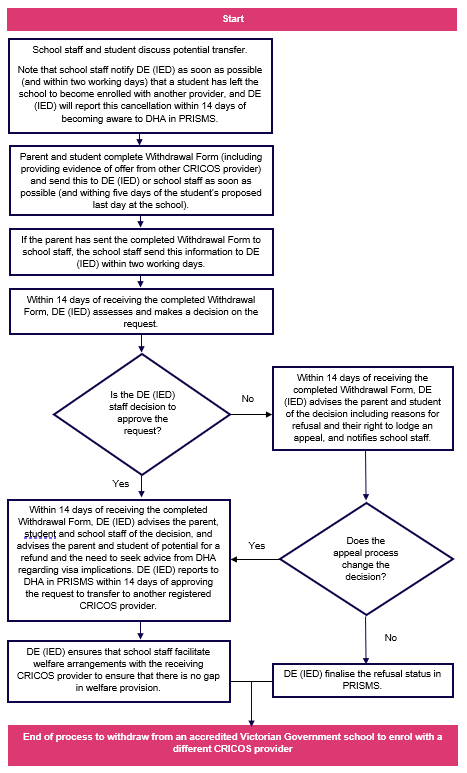 Start
School staff and student discuss potential transfer.
Note that school staff notify DE (IED) as soon as possible
(and within two working days) that a student has left the
school to become enrolled with another provider, and DE
(IED) will report this cancellation within 14 days of
becoming aware to DHA in PRISMS.
Parent and student complete Withdrawal Form (including
providing evidence of offer from other CRICOS provider)
and send this to DE (IED) or school staff as soon as
possible (and withing five days of the student's proposed
last day at the school).
If the parent has sent the completed Withdrawal Form to
school staff, the school staff send this information to DE
(IED) within two working days.
Within 14 days of receiving the completed Withdrawal
Form, DE (IED) assesses and makes a decision on the
request.
Is the DE (IED)
staff decision to
approve the
request?
No
Within 14 days of receiving the
completed Withdrawal Form, DE
(IED) advises the parent and student
of the decision including reasons for
refusal and their right to lodge an
appeal, and notifies school staff.
Yes
Within 14 days of receiving the completed
Withdrawal Form, DE (IED) advises the parent,
student and school staff of the decision, and
advises the parent and student of potential for a
refund and the need to seek advice from DHA
regarding visa implications. DE (IED) reports to
DHA in PRISMS within 14 days of approving
the request to transfer to another registered
CRICOS provider.
Yes
Does the
appeal process
change the
decision?
No
DE (IED) ensures that school staff facilitate
welfare arrangements with the receiving
CRICOS provider to ensure that there is no gap
in welfare provision.
DE (IED) finalise the refusal status in
PRISMS.
End of process to withdraw from an accredited Victorian Government school to enrol with a
different CRICOS provider